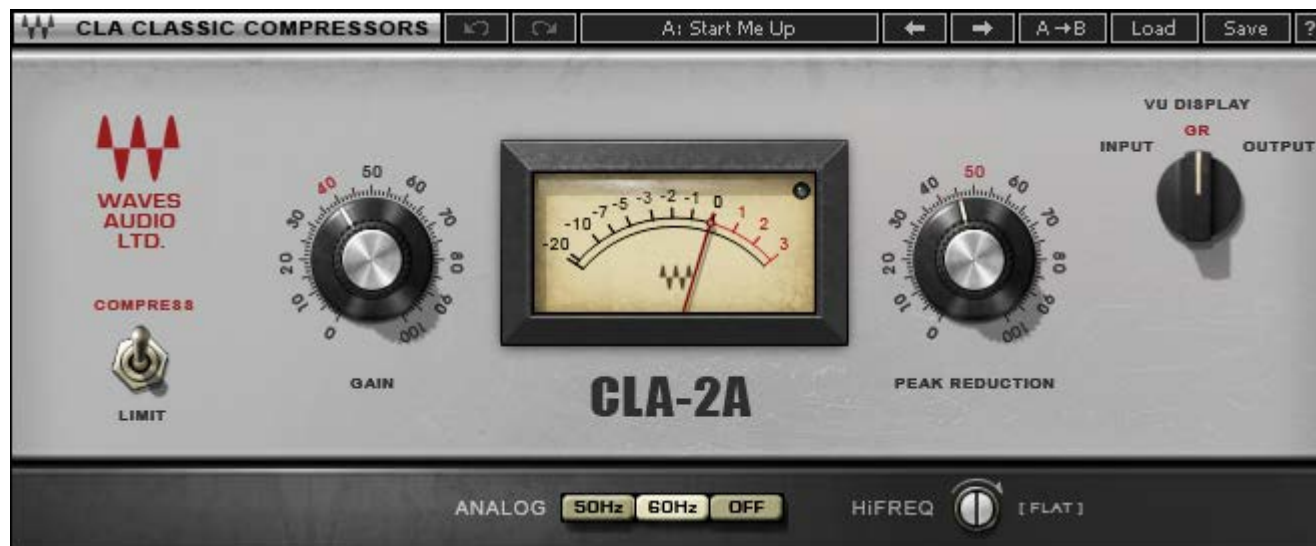 CLA CLASSIC COMPRESSORS A: Start Me Up A→B Load Save ?
VU DISPLAY
GR
INPUT OUTPUT
WAVES
AUDIO
LTD.
0 10 20 30 40 50 60 70 80 90 100
-20 -10 -7 -5 -3 -2 -1 0 1 2 3
0 10 20 30 40 50 60 70 80 90 100
COMPRESS
LIMIT
GAIN
CLA-2A
PEAK REDUCTION
ANALOG 50Hz 60Hz OFF HiFREQ [FLAT]